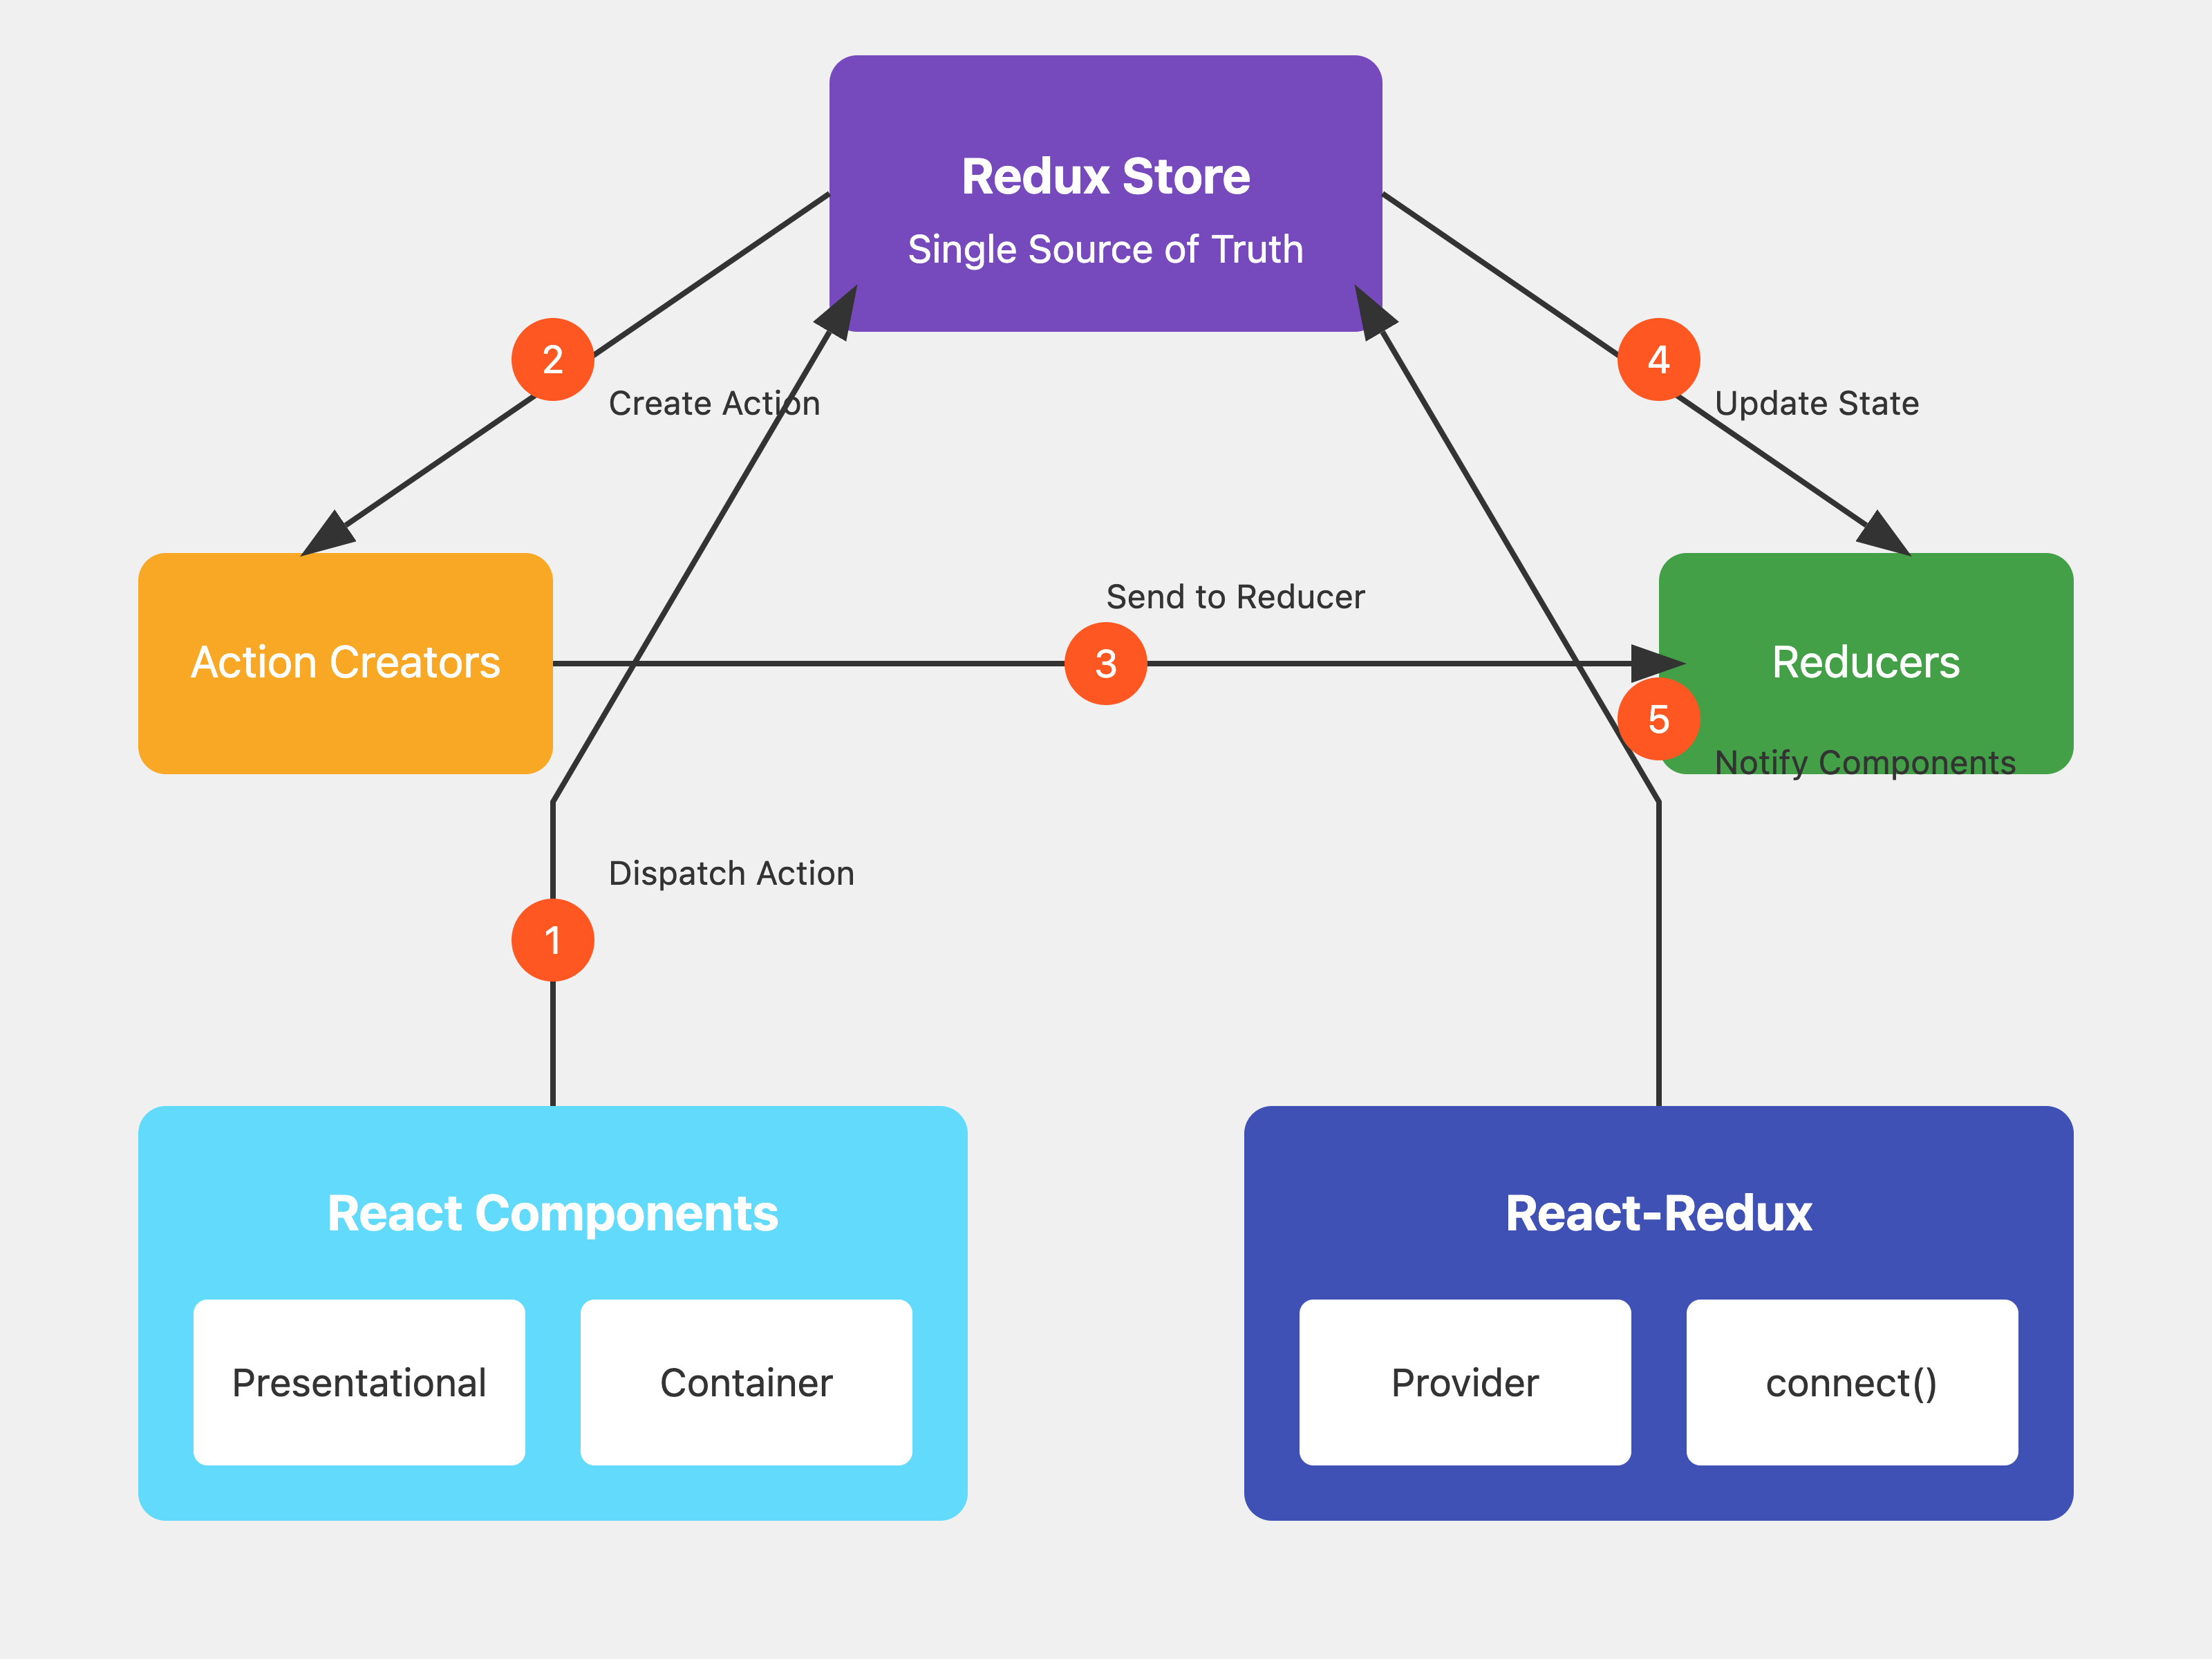 Redux Store
Single Source of Truth
2
Create Action
4
Update State
Send to Reducer
Action Creators
3
Reducers
5
Notify Components
Dispatch Action
1
React Components
Presentational
Container
React-Redux
Provider
connect()